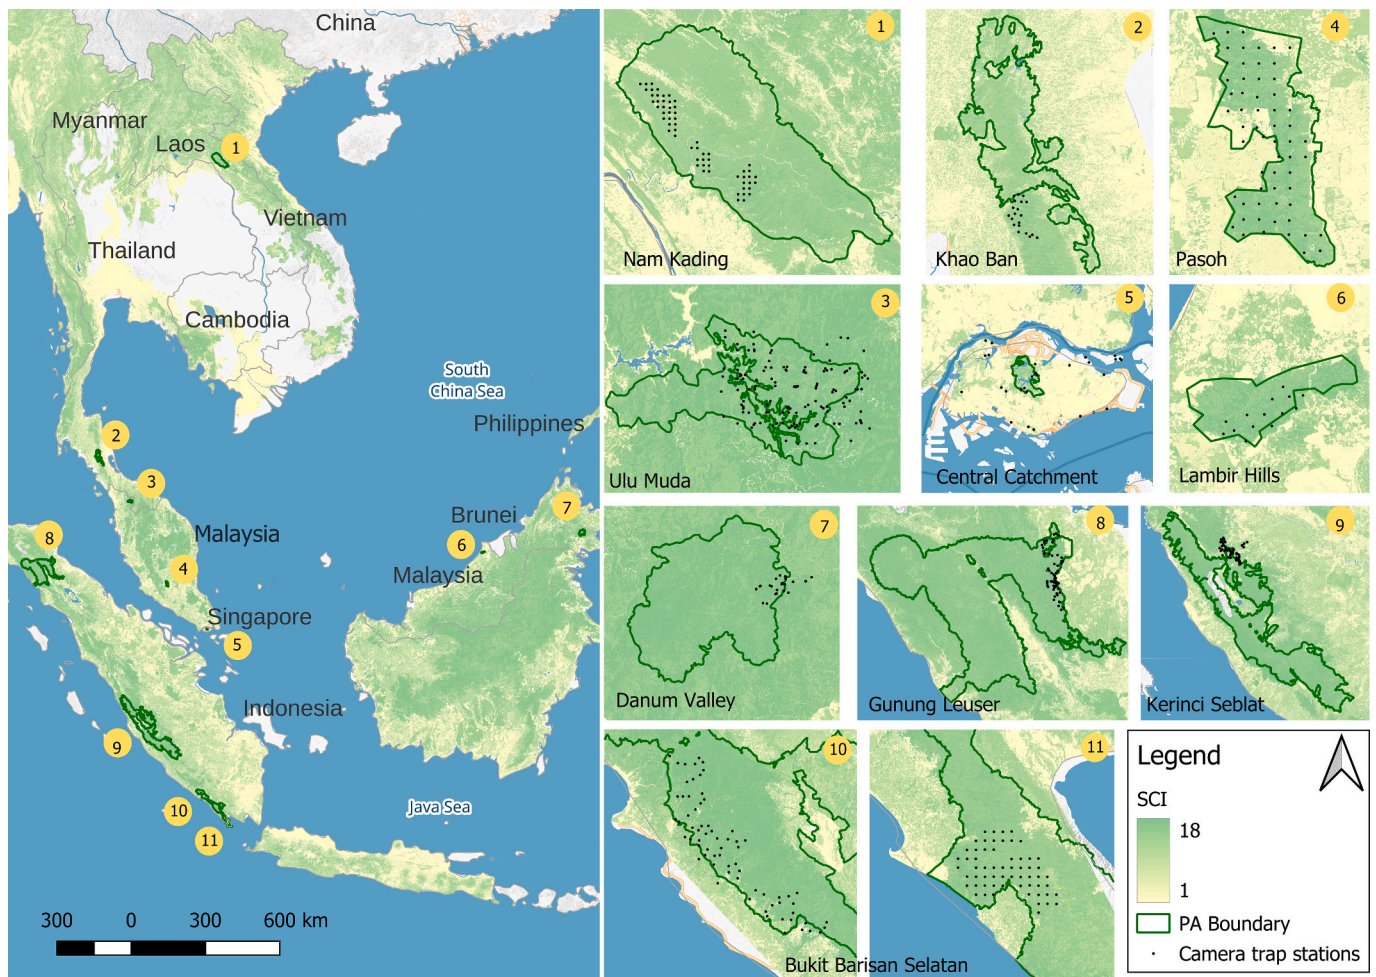 China
Myanmar
Laos
1
Vietnam
Thailand
Cambodia
South
China Sea
Philippines
2
3
7
Brunei
8
Malaysia
6
4
Malaysia
Singapore
5
Indonesia
9
10
Java Sea
11
300 0 300 600 km
1
Nam Kading
2
Khao Ban
4
Pasoh
3
Ulu Muda
5
Central Catchment
6
Lambir Hills
7
Danum Valley
8
Gunung Leuser
9
Kerinci Seblat
10
11
Bukit Barisan Selatan
Legend
SCI
18
1
PA Boundary
Camera trap stations